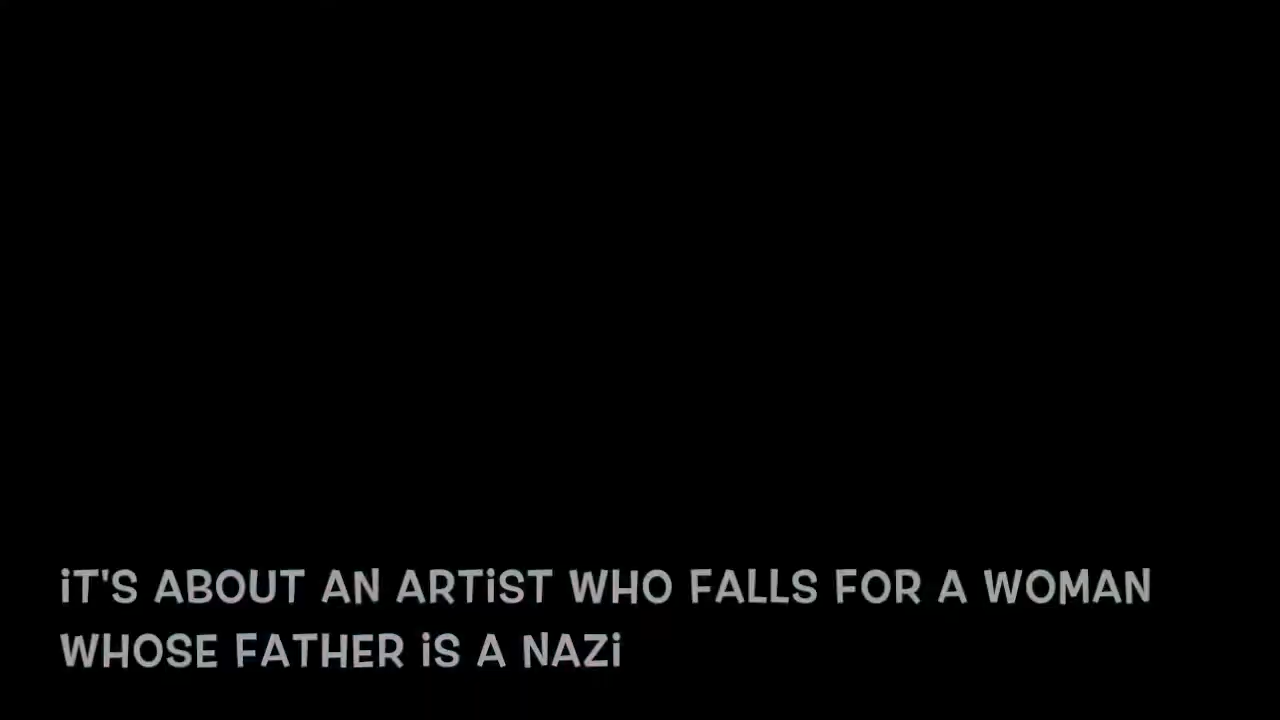 iT'S ABOUT AN ARTiST WHO FALLS FOR A WOMAN
WHOSE FATHER iS A NAZi